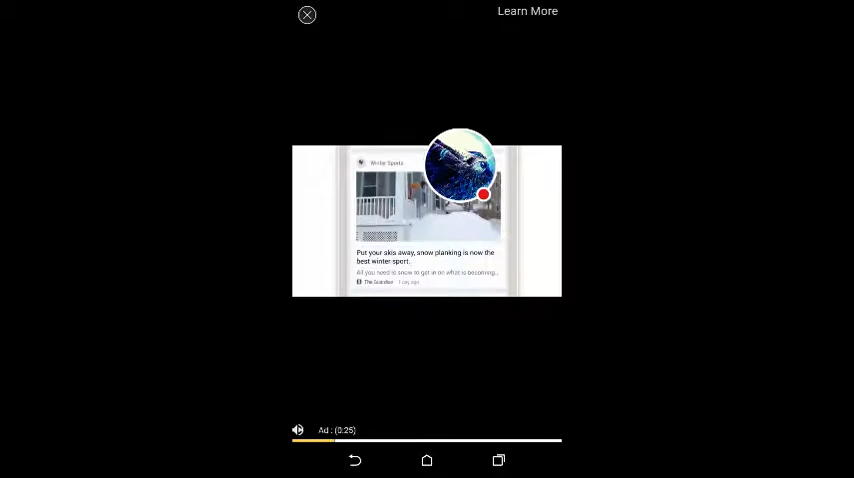 Learn More
Winter Sports
Put your skis away, snow planking is now the
best winter sport.
All you need is snow to get in on what is becoming...
The Guardian 1 day ago
Ad : (0:25)